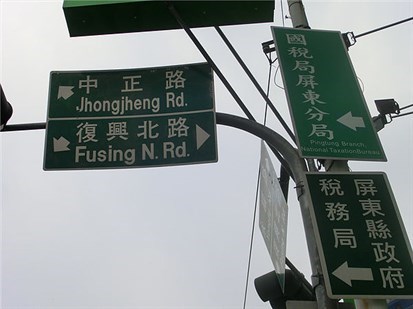 中正路
Jhongjheng Rd.
復興北路
Fusing N. Rd.
國稅局屏東分局
Pingtung Branch,
National Taxation Bureau
屏東縣政府
稅務局